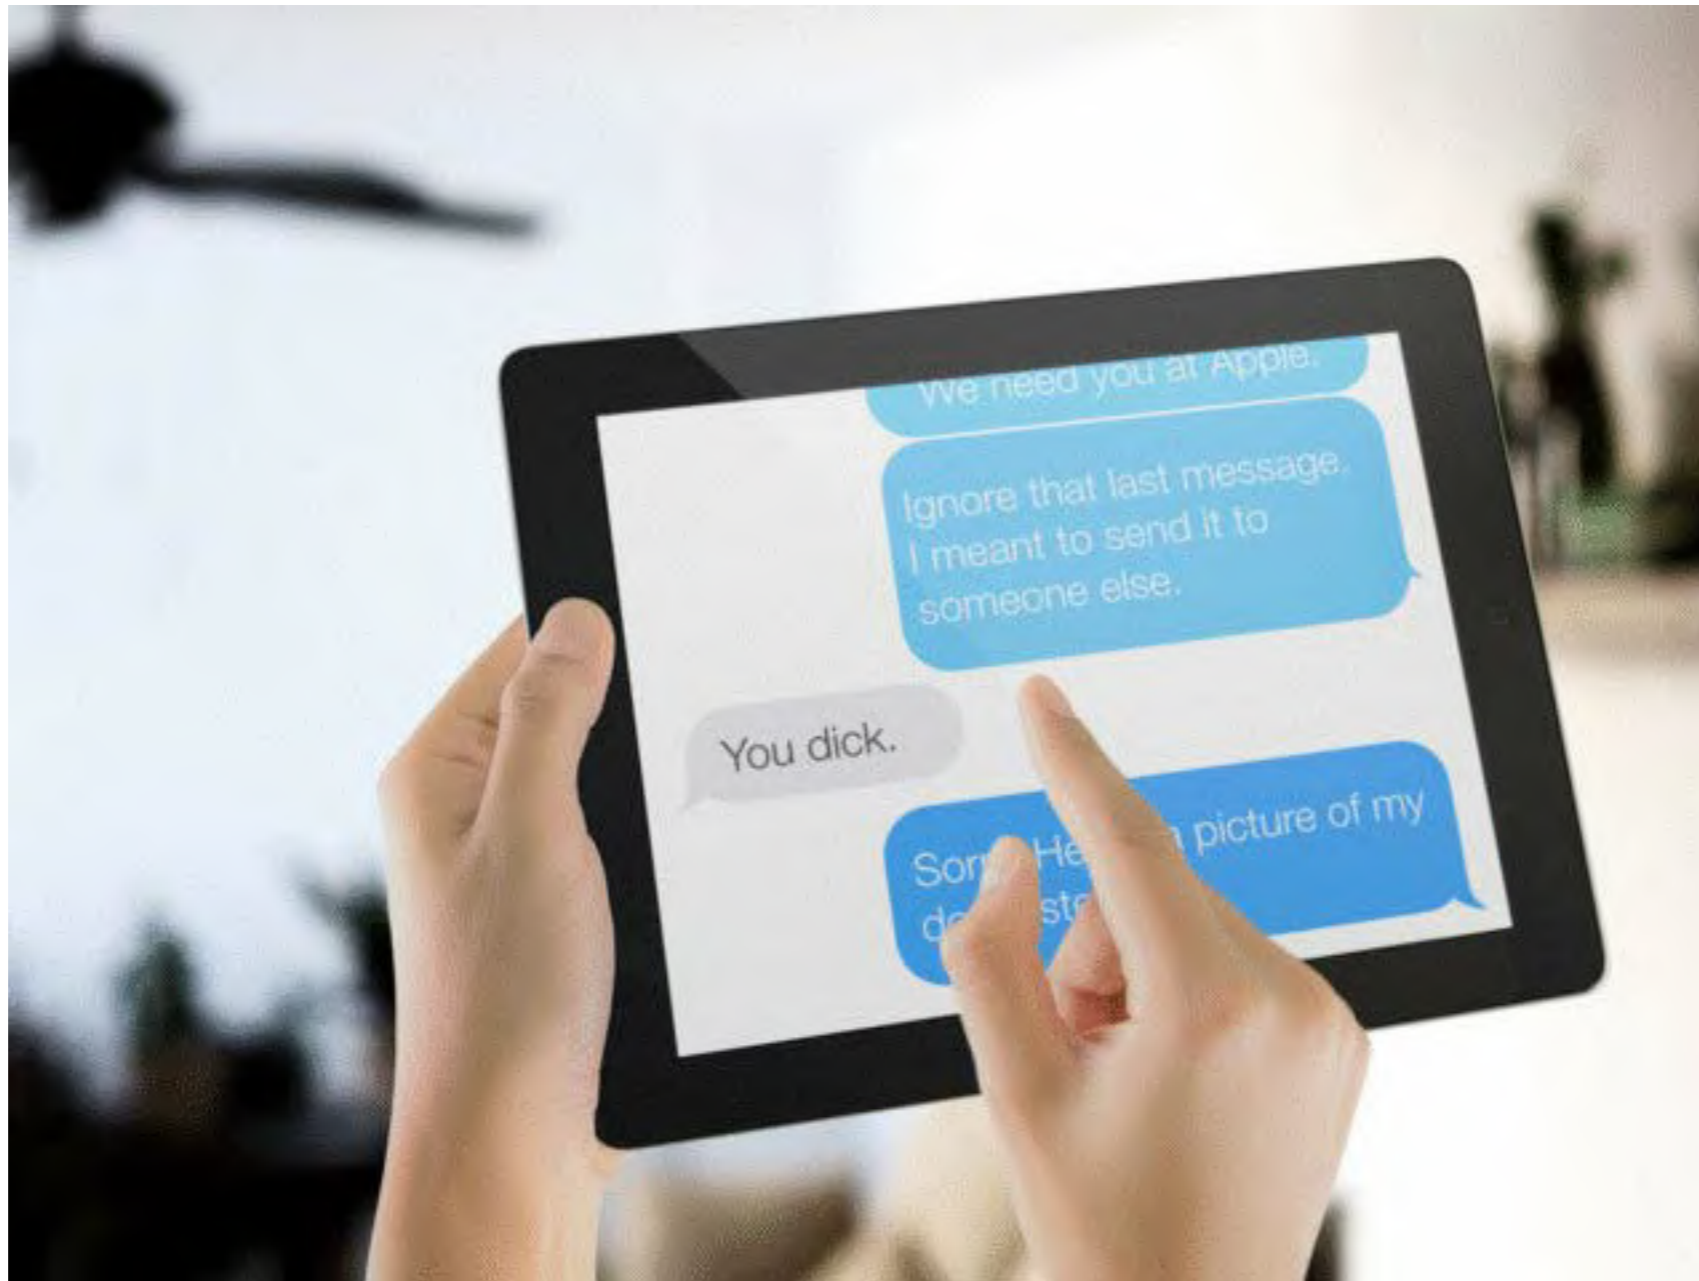 We need you at Apple.
Ignore that last message.
I meant to send it to
someone else.
You dick.
picture of my